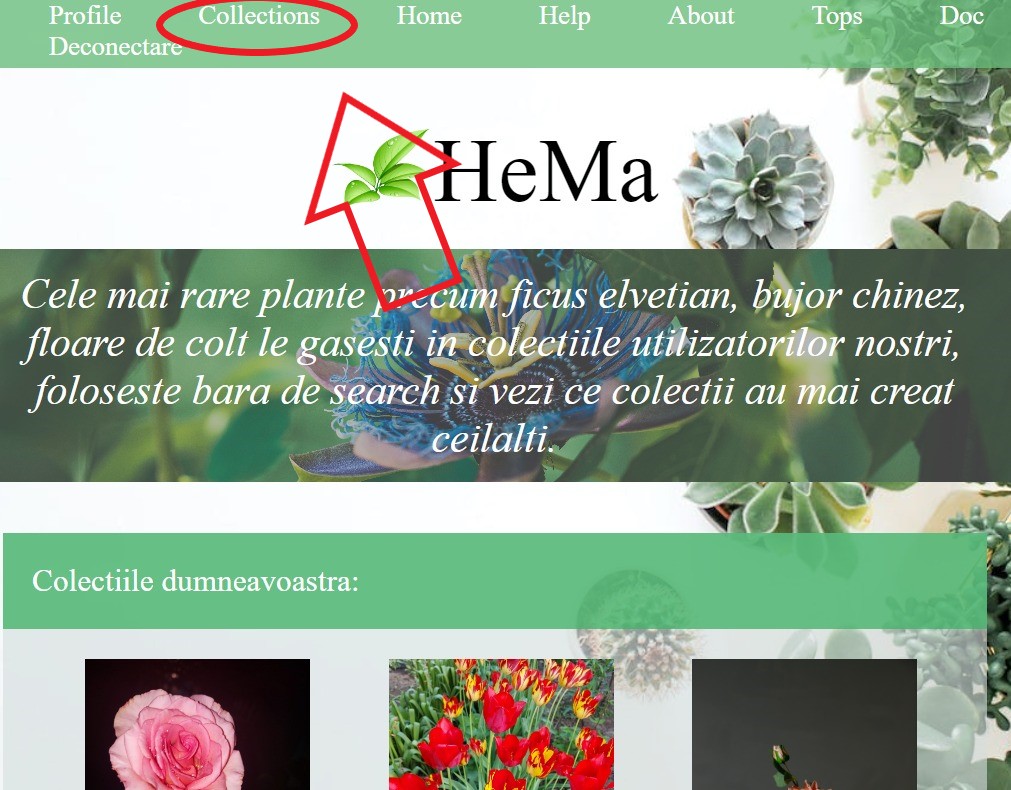 Profile Collections Home Help About Tops Doc
Deconectare
HeMa
Cele mai rare plante precum ficus elvetian, bujor chinez,
floare de colt le gasesti in colectiile utilizatorilor nostri,
foloseste bara de search si vezi ce colectii au mai creat
ceilalti.
Colectiile dumneavoastra: